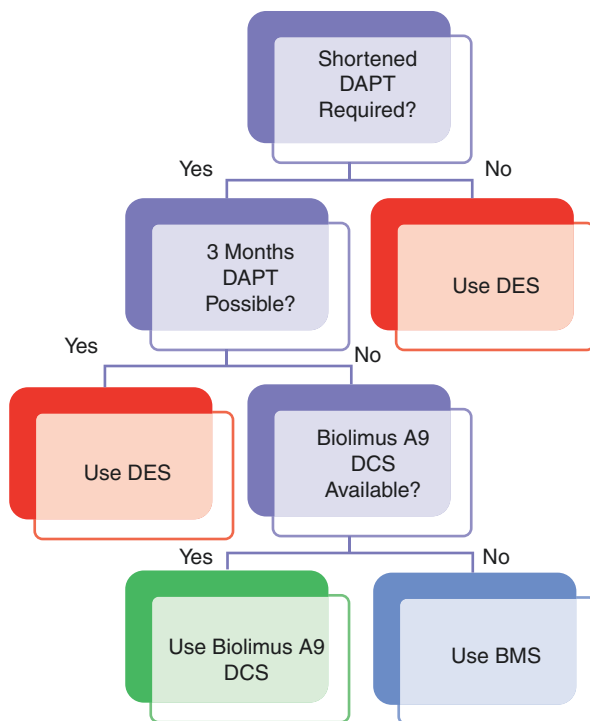 Shortened
DAPT
Required?
Yes
No
3 Months
DAPT
Possible?
Use DES
Yes
No
Use DES
Biolimus A9
DCS
Available?
Yes
No
Use Biolimus A9
DCS
Use BMS